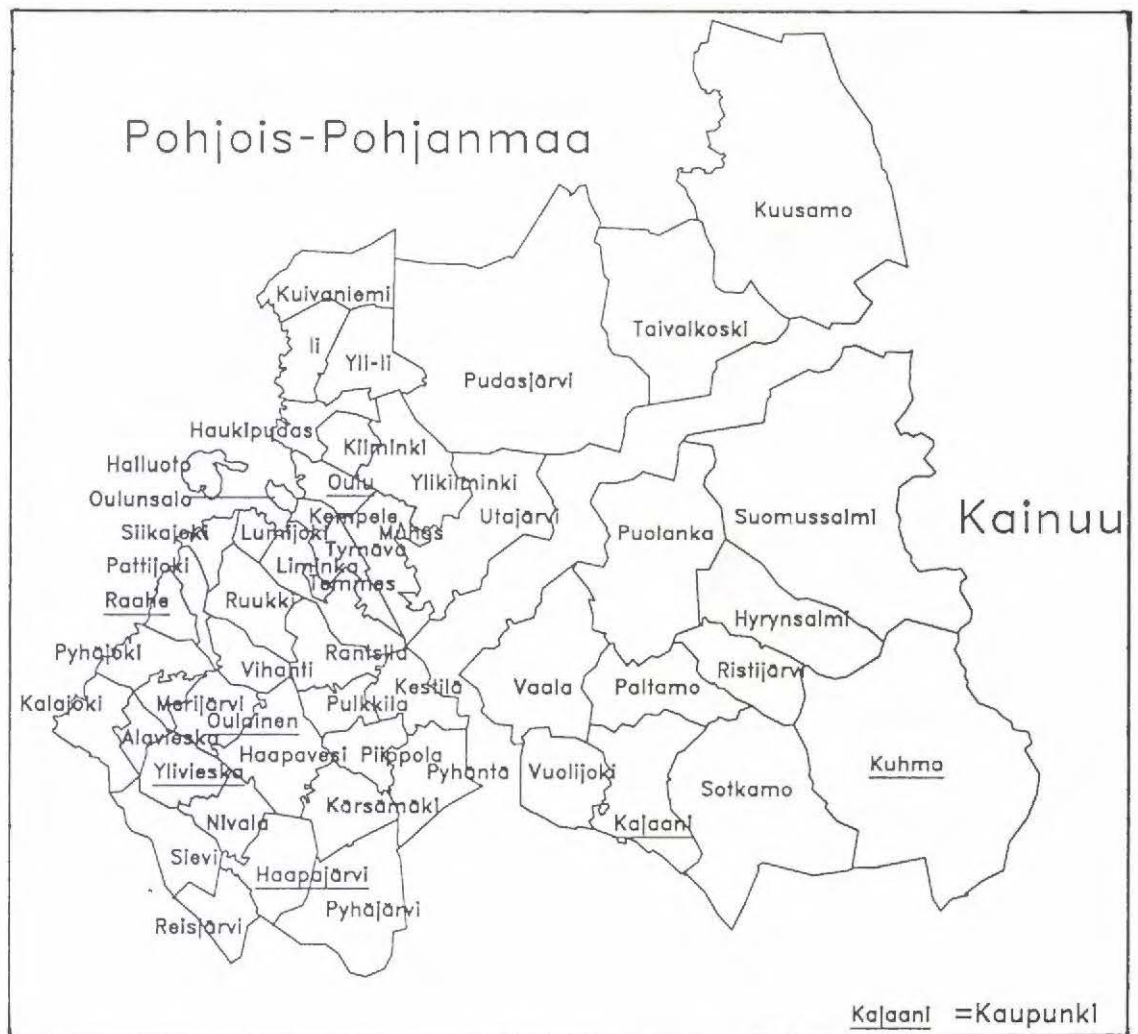 Pohjois-Pohjanmaa
Kuusamo
Kuivaniemi
Ii
Yli-Ii
Taivalkoski
Pudasjärvi
Haukipudas
Kiiminki
Hailuoto
Oulu
Ylikiiminki
Oulunsalo
Kempele
Utajärvi
Siikajoki
Lumijoki
Muhos
Tyrnävä
Pattijoki
Liminka
Temmes
Raahe
Ruukki
Pyhäjoki
Vihanti
Rantsila
Kestilä
Kalajoki
Merijärvi
Pulkkila
Oulainen
Alavieska
Haapavesi
Piippola
Ylivieska
Pyhäntä
Kärsämäki
Nivala
Sievi
Haapajärvi
Pyhäjärvi
Reisjärvi
Kainuu
Suomussalmi
Puolanka
Hyrynsalmi
Ristijärvi
Vaala
Paltamo
Vuolijoki
Kuhmo
Sotkamo
Kajaani
Kajaani =Kaupunki